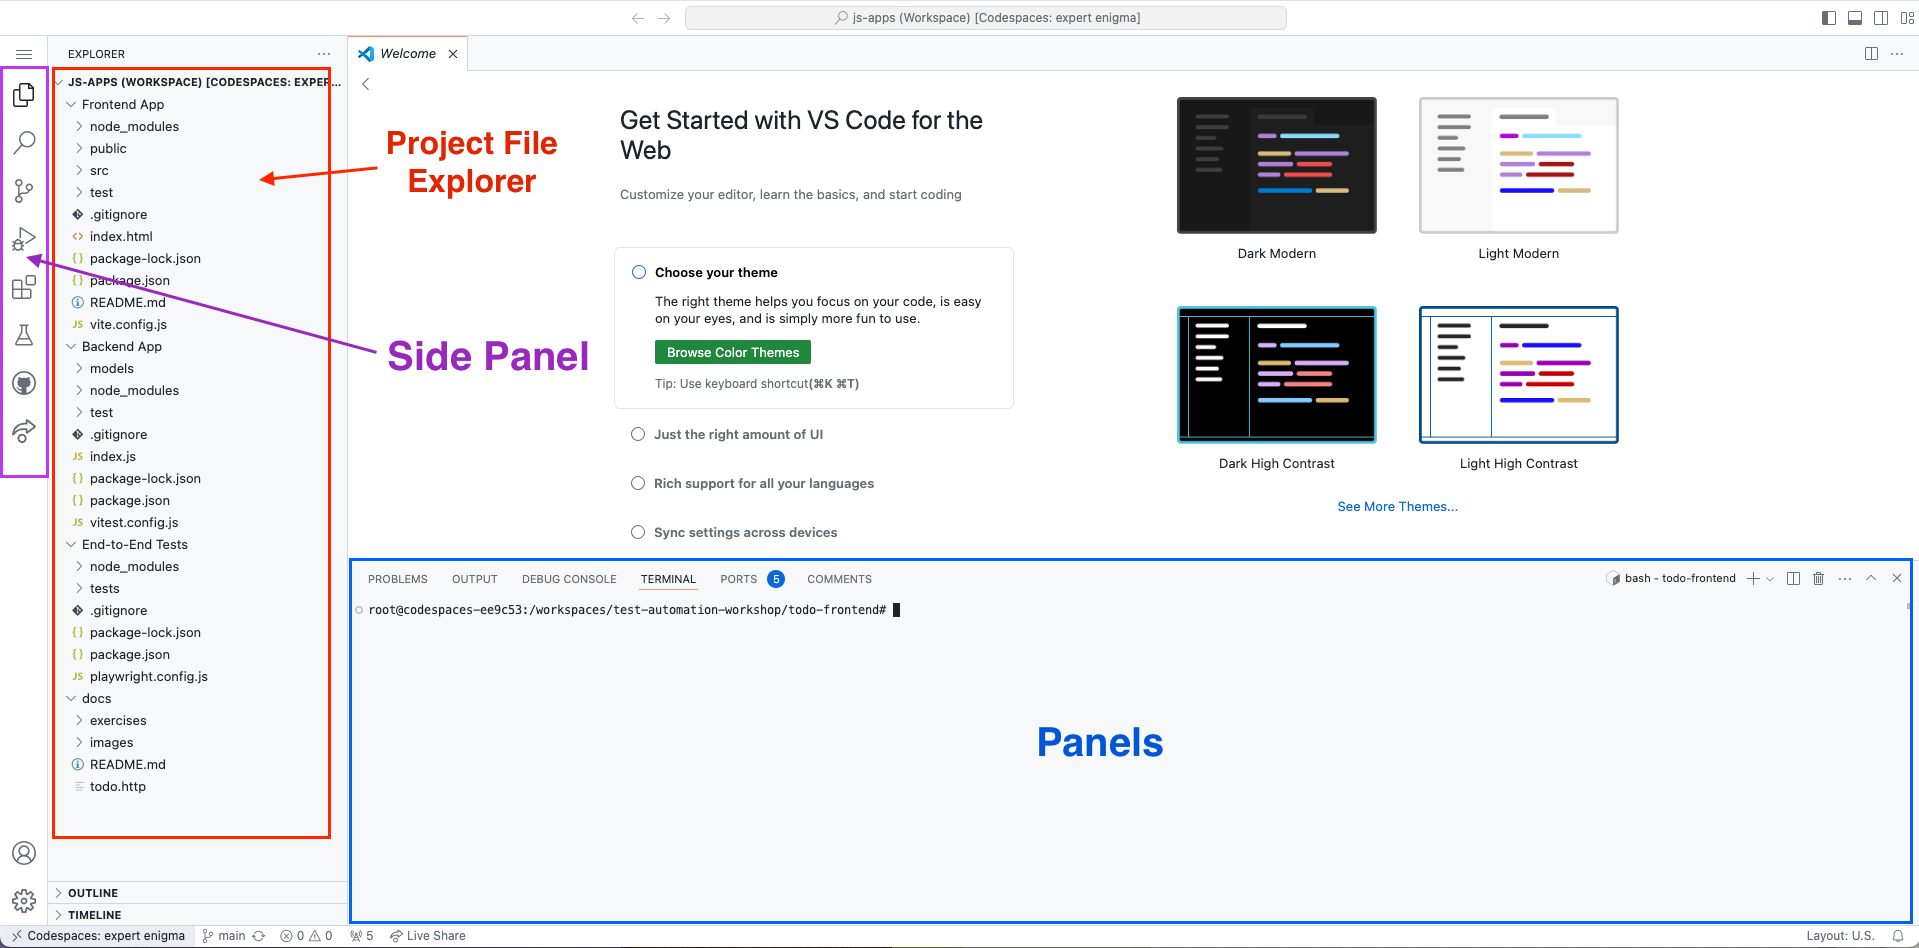 js-apps (Workspace) [Codespaces: expert enigma]
EXPLORER
Welcome
JS-APPS (WORKSPACE) [CODESPACES: EXPER...
Frontend App
node_modules
public
src
test
.gitignore
index.html
package-lock.json
package.json
README.md
vite.config.js
Backend App
models
node_modules
test
.gitignore
index.js
package-lock.json
package.json
vitest.config.js
End-to-End Tests
node_modules
tests
.gitignore
package-lock.json
package.json
playwright.config.js
docs
exercises
images
README.md
todo.http
OUTLINE
TIMELINE
Project File
Explorer
Side Panel
Get Started with VS Code for the
Web
Customize your editor, learn the basics, and start coding
Choose your theme
The right theme helps you focus on your code, is easy
on your eyes, and is simply more fun to use.
Browse Color Themes
Tip: Use keyboard shortcut(⌘K ⌘T)
Just the right amount of UI
Rich support for all your languages
Sync settings across devices
Dark Modern
Light Modern
Dark High Contrast
Light High Contrast
See More Themes...
PROBLEMS OUTPUT DEBUG CONSOLE TERMINAL PORTS 5 COMMENTS
bash - todo-frontend
root@codespaces-ee9c53:/workspaces/test-automation-workshop/todo-frontend#
Panels
Codespaces: expert enigma main 0 0 5 Live Share
Layout: U.S.